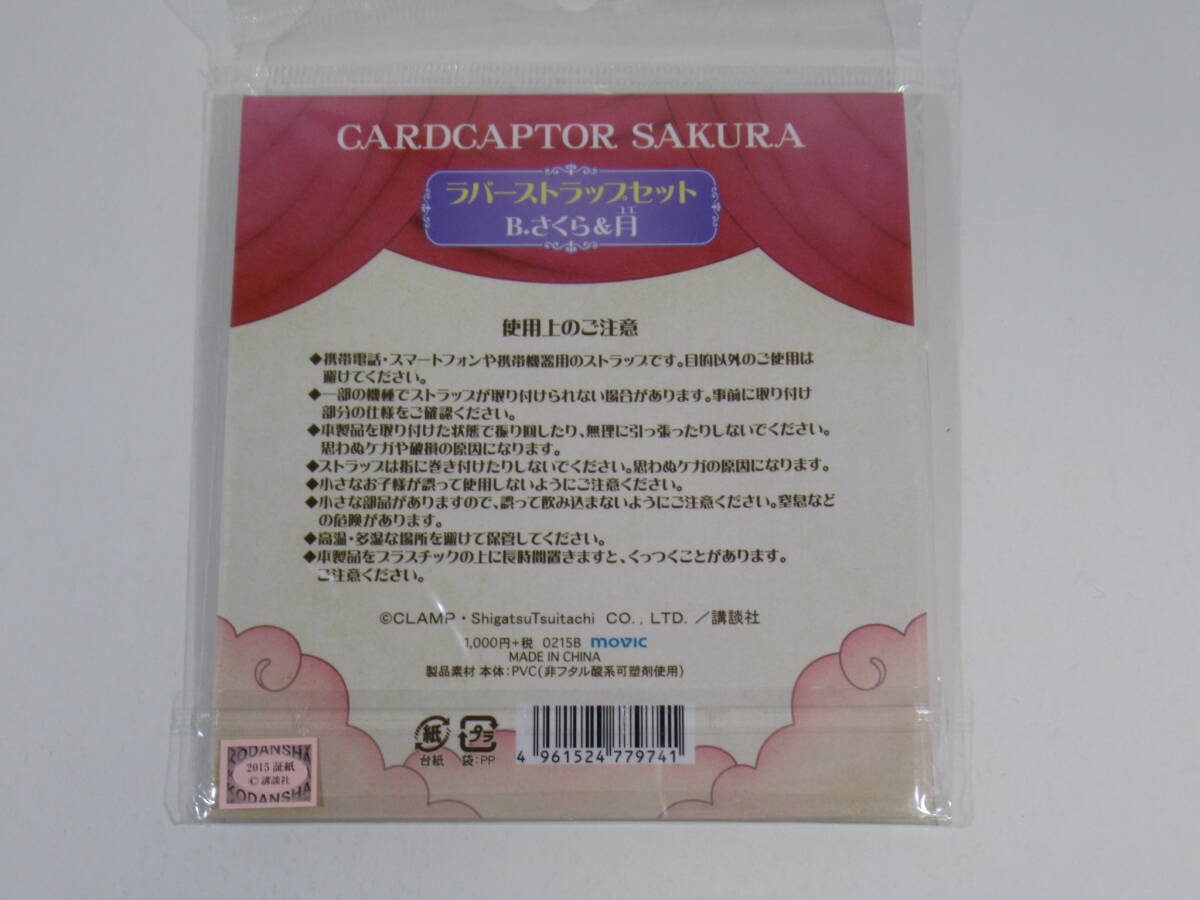 CARDCAPTOR SAKURA
ラバーストラップセット
ユエ
B.さくら&月
使用上のご注意
◆携帯電話・スマートフォンや携帯機器用のストラップです。目的以外のご使用は
避けてください。
◆一部の機種でストラップが取り付けられない場合があります。事前に取り付け
部分の仕様をご確認ください。
◆本製品を取り付けた状態で振り回したり、無理に引っ張ったりしないでください。
思わぬケガや破損の原因になります。
◆ストラップは指に巻き付けたりしないでください。思わぬケガの原因になります。
◆小さなお子様が誤って使用しないようにご注意ください。
◆小さな部品がありますので、誤って飲み込まないようにご注意ください。窒息など
の危険があります。
◆高温・多湿な場所を避けて保管してください。
◆本製品をプラスチックの上に長時間置きますと、くっつくことがあります。
ご注意ください。
©CLAMP・ShigatsuTsuitachi CO., LTD.／講談社
1,000円+税 0215B movic
MADE IN CHINA
製品素材 本体:PVC(非フタル酸系可塑剤使用)
紙 プラ
台紙 袋:PP
4 961524 779741
KODANSHA
2015 証紙
©講談社
KODANSHA